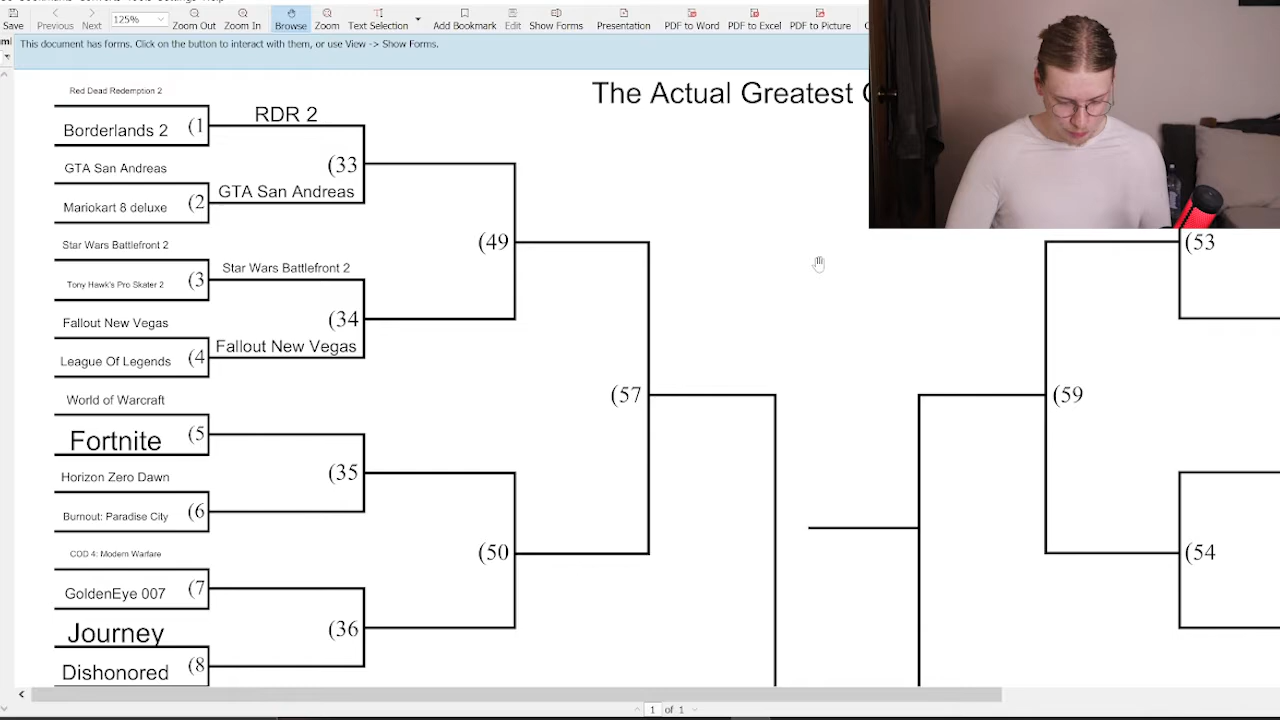 Save Previous Next 125% Zoom Out Zoom In Browse Zoom Text Selection Add Bookmark Edit Show Forms Presentation PDF to Word PDF to Excel PDF to Picture
This document has forms. Click on the button to interact with them, or use View -> Show Forms.
The Actual Greatest
Red Dead Redemption 2
Borderlands 2 (1
RDR 2
(33
GTA San Andreas
Mariokart 8 deluxe (2
GTA San Andreas
(49
(53
Star Wars Battlefront 2
Tony Hawk's Pro Skater 2 (3
Star Wars Battlefront 2
(34
Fallout New Vegas
League Of Legends (4
Fallout New Vegas
(57
(59
World of Warcraft
Fortnite (5
(35
Horizon Zero Dawn
Burnout: Paradise City (6
(50
(54
COD 4: Modern Warfare
GoldenEye 007 (7
(36
Journey
Dishonored (8
1 of 1